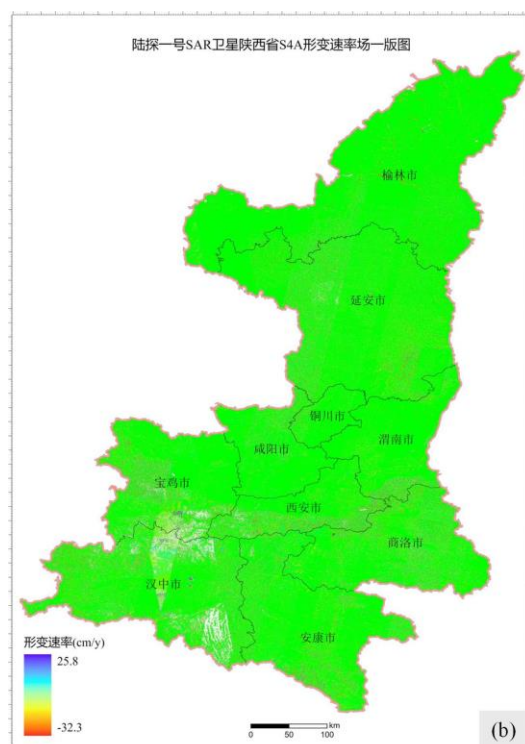 陆探一号SAR卫星陕西省S4A形变速率场一版图
榆林市
延安市
铜川市
渭南市
咸阳市
宝鸡市
西安市
商洛市
汉中市
安康市
形变速率(cm/y)
25.8
-32.3
km
0 50 100
(b)